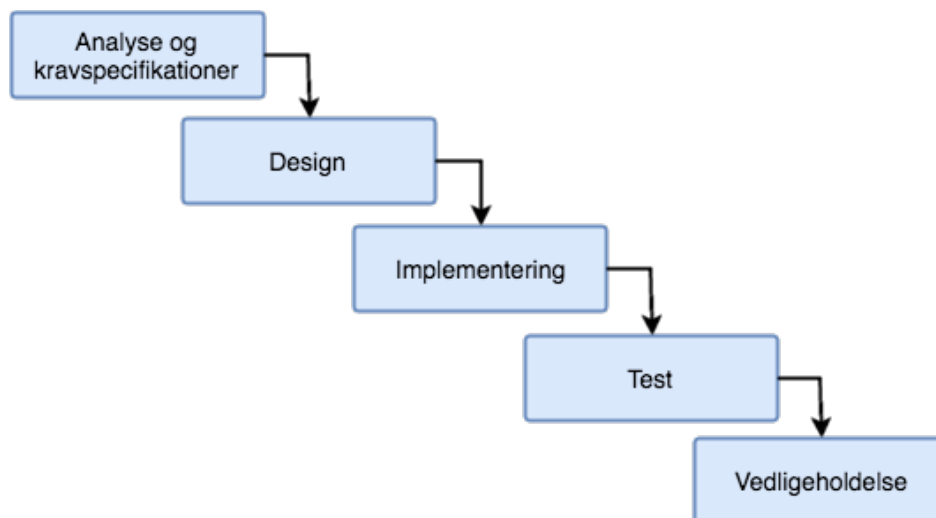 Analyse og
kravspecifikationer
Design
Implementering
Test
Vedligeholdelse